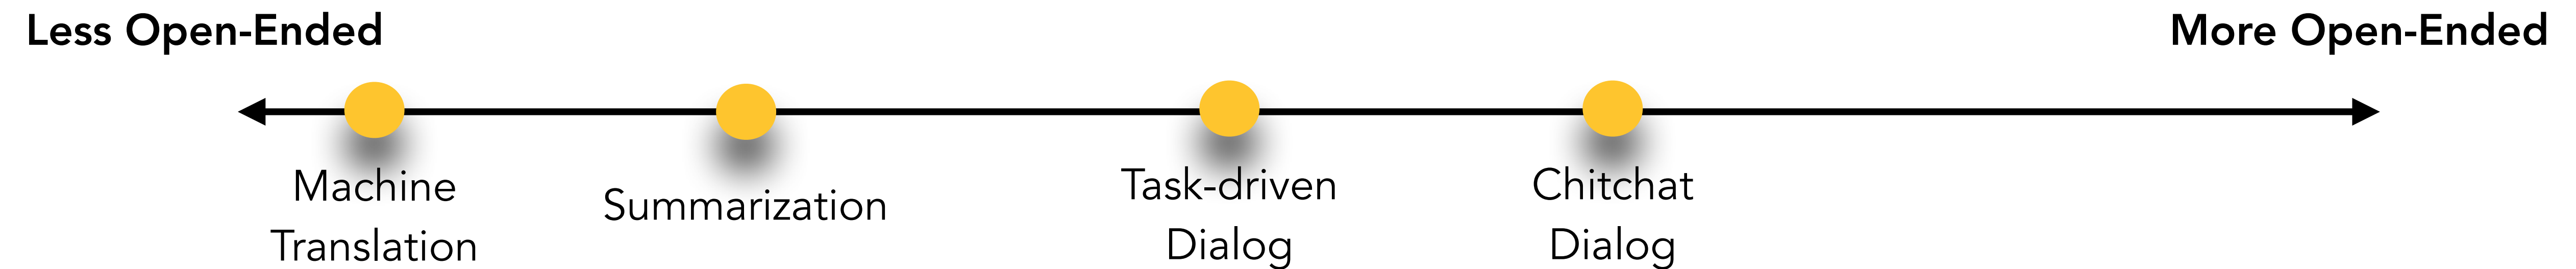 Less Open-Ended
More Open-Ended
Machine
Translation
Summarization
Task-driven
Dialog
Chitchat
Dialog